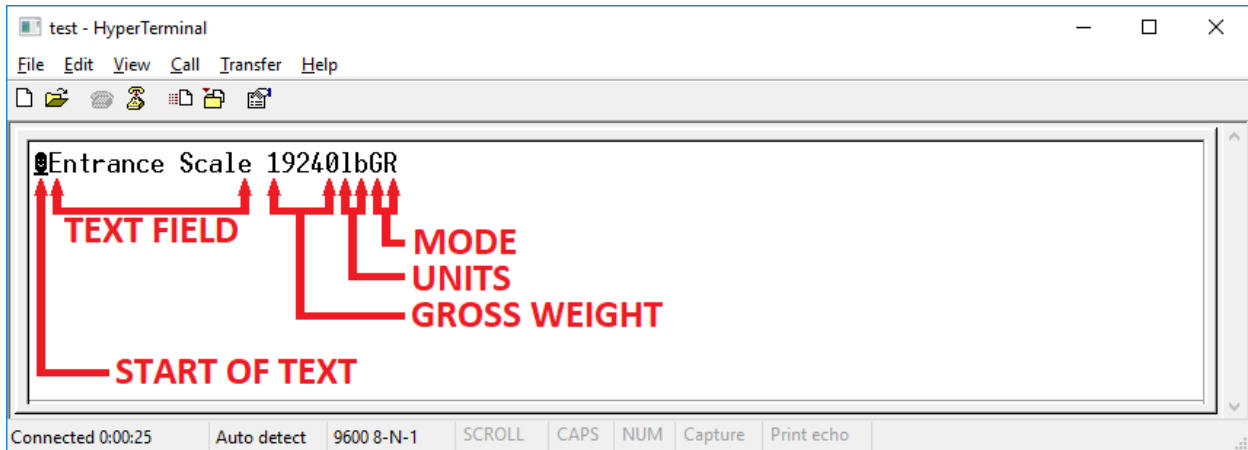 test - HyperTerminal
File Edit View Call Transfer Help
☻Entrance Scale 19240lbGR
TEXT FIELD
MODE
UNITS
GROSS WEIGHT
START OF TEXT
Connected 0:00:25 Auto detect 9600 8-N-1 SCROLL CAPS NUM Capture Print echo